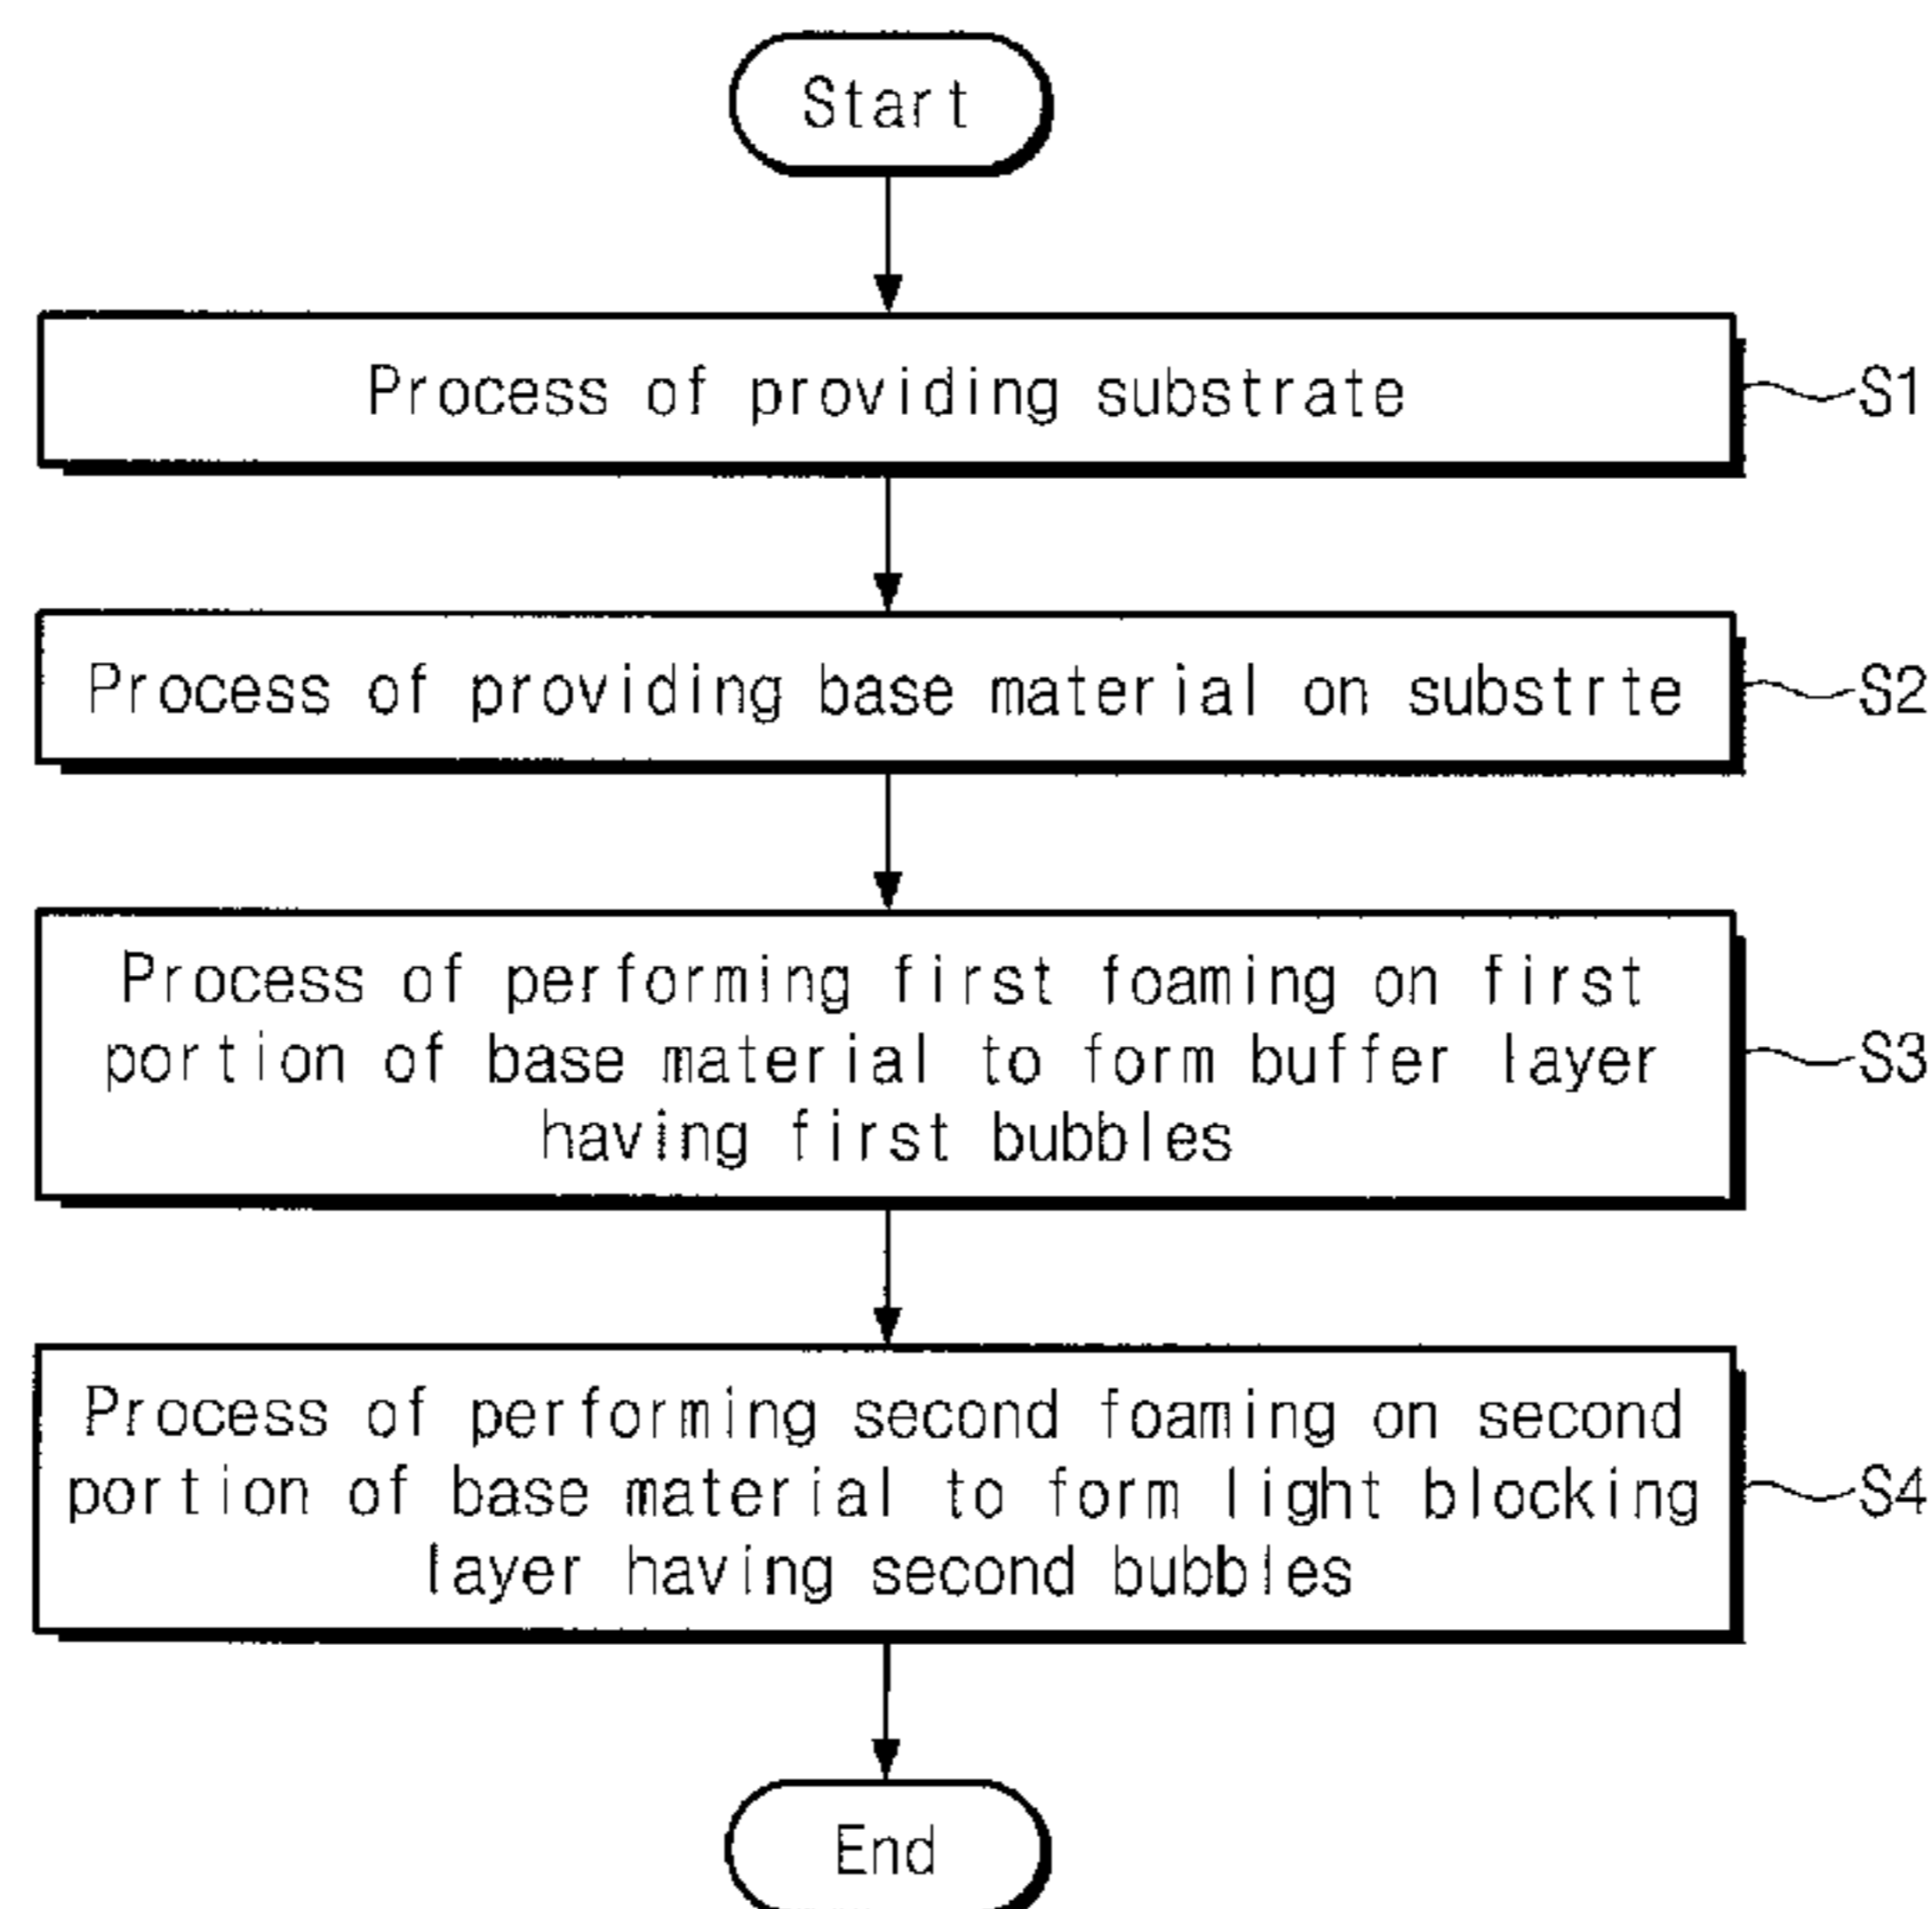 Start
Process of providing substrate
S1
Process of providing base material on substrte
S2
Process of performing first foaming on first
portion of base material to form buffer layer
having first bubbles
S3
Process of performing second foaming on second
portion of base material to form light blocking
layer having second bubbles
S4
End